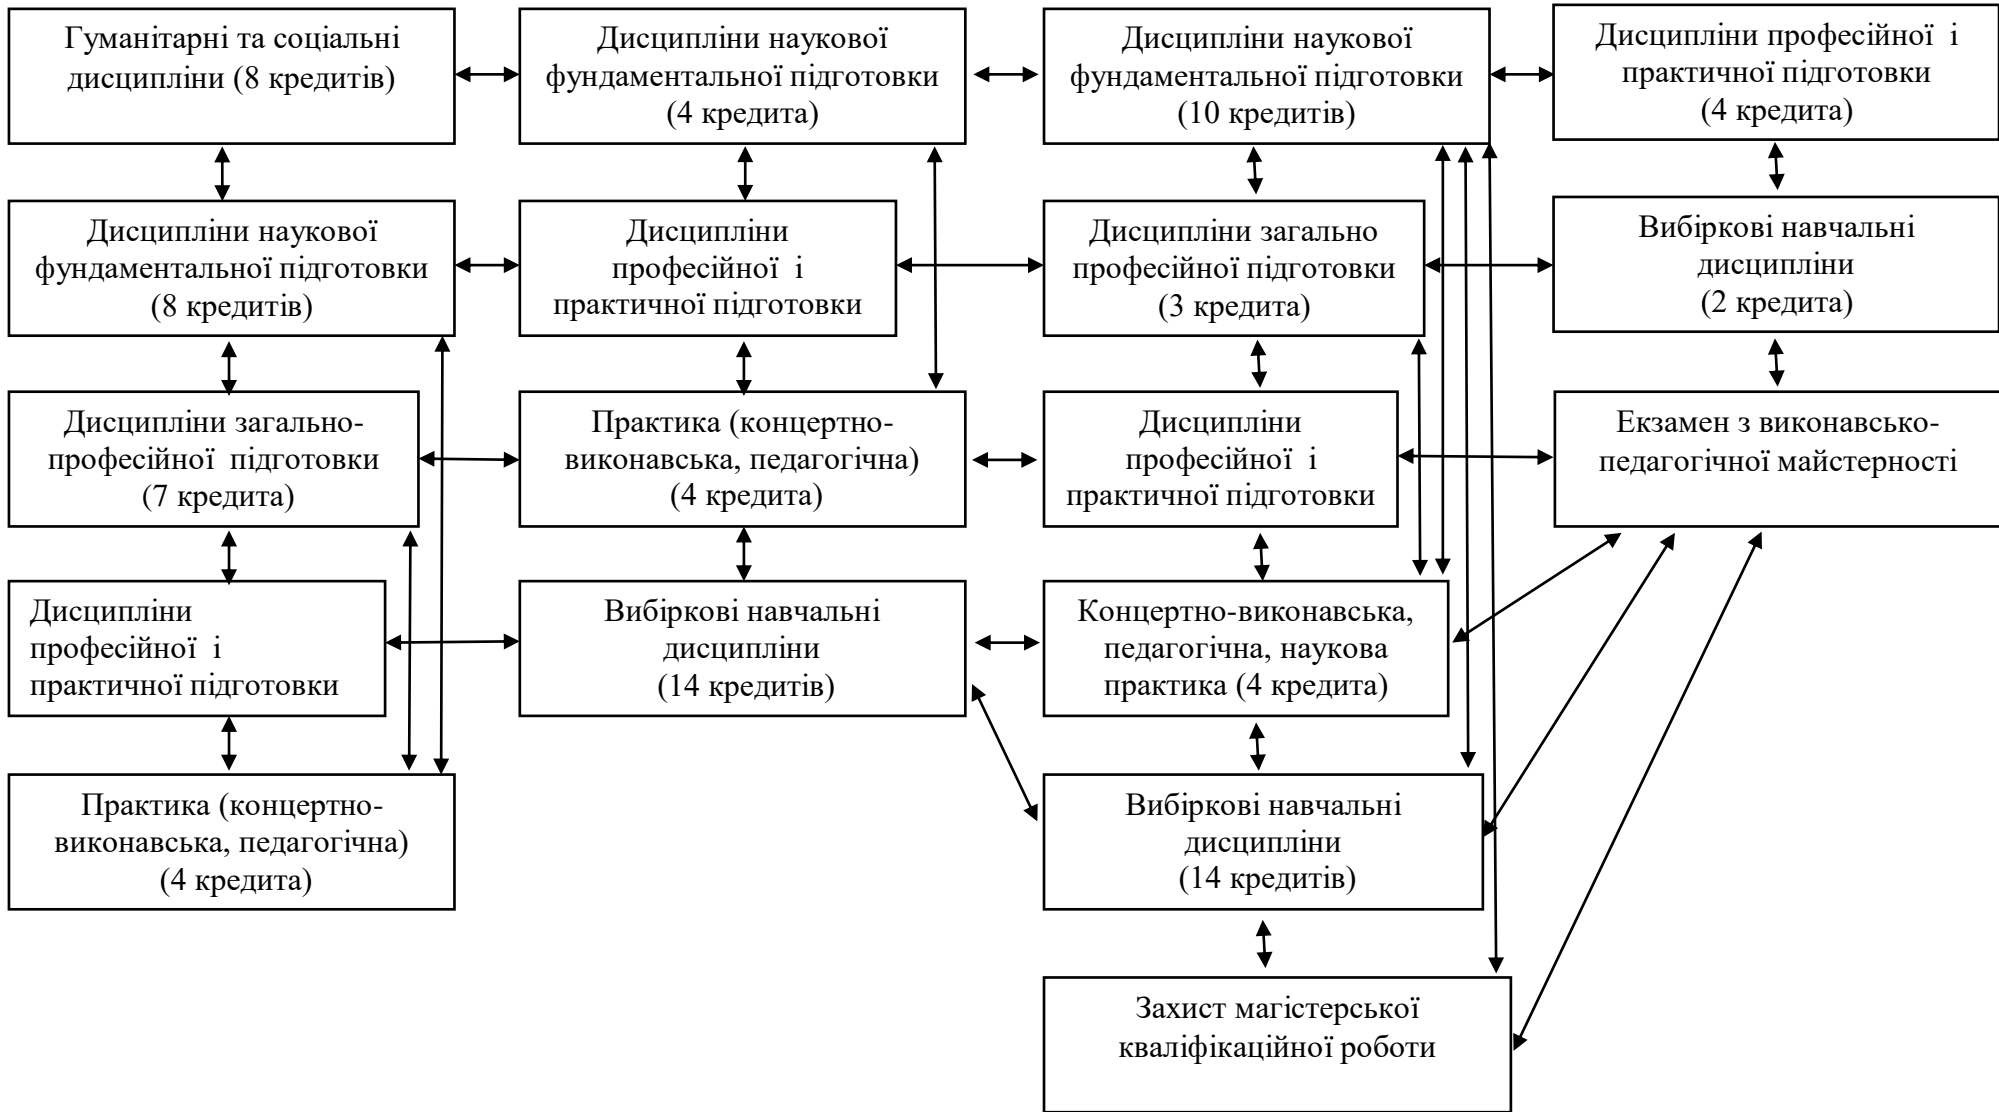 Гуманітарні та соціальні
дисципліни (8 кредитів)
Дисципліни наукової
фундаментальної підготовки
(4 кредита)
Дисципліни наукової
фундаментальної підготовки
(10 кредитів)
Дисципліни професійної і
практичної підготовки
(4 кредита)
Дисципліни наукової
фундаментальної підготовки
(8 кредитів)
Дисципліни
професійної і
практичної підготовки
Дисципліни загально
професійної підготовки
(3 кредита)
Вибіркові навчальні
дисципліни
(2 кредита)
Дисципліни загально-
професійної підготовки
(7 кредита)
Практика (концертно-
виконавська, педагогічна)
(4 кредита)
Дисципліни
професійної і
практичної підготовки
Екзамен з виконавсько-
педагогічної майстерності
Дисципліни
професійної і
практичної підготовки
Вибіркові навчальні
дисципліни
(14 кредитів)
Концертно-виконавська,
педагогічна, наукова
практика (4 кредита)
Практика (концертно-
виконавська, педагогічна)
(4 кредита)
Вибіркові навчальні
дисципліни
(14 кредитів)
Захист магістерської
кваліфікаційної роботи